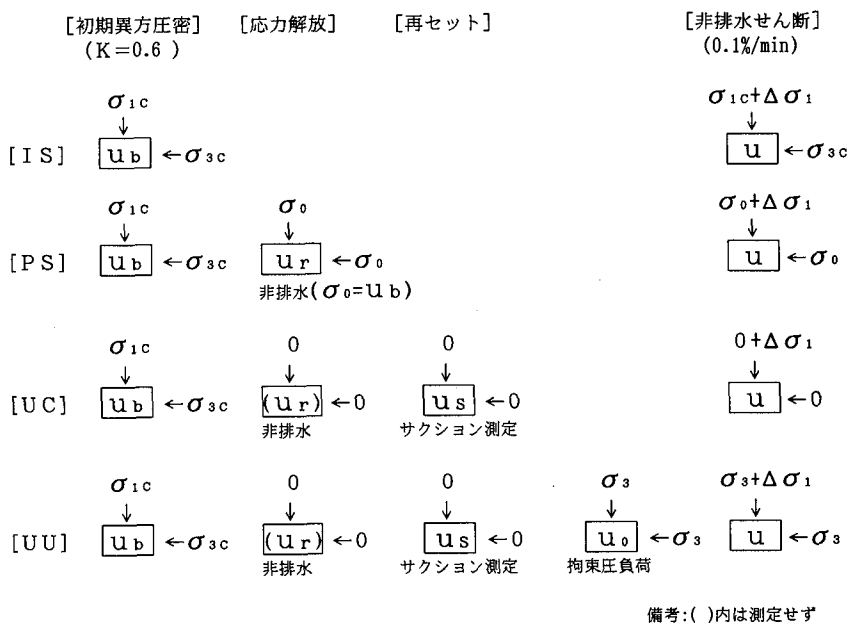 [初期異方圧密] [応力解放] [再セット] [非排水せん断]
(K=0.6 ) (0.1%/min)
σ1c σ1c+Δσ1
↓ ↓
[IS] ub ←σ3c u ←σ3c
σ1c σ0 σ0+Δσ1
↓ ↓ ↓
[PS] ub ←σ3c ur ←σ0 u ←σ0
非排水(σ0=ub)
σ1c 0 0 0+Δσ1
↓ ↓ ↓ ↓
[UC] ub ←σ3c (ur) ←0 us ←0 u ←0
非排水 サクション測定
σ1c 0 0 σ3 σ3+Δσ1
↓ ↓ ↓ ↓ ↓
[UU] ub ←σ3c (ur) ←0 us ←0 u0 ←σ3 u ←σ3
非排水 サクション測定 拘束圧負荷
備考:( )内は測定せず